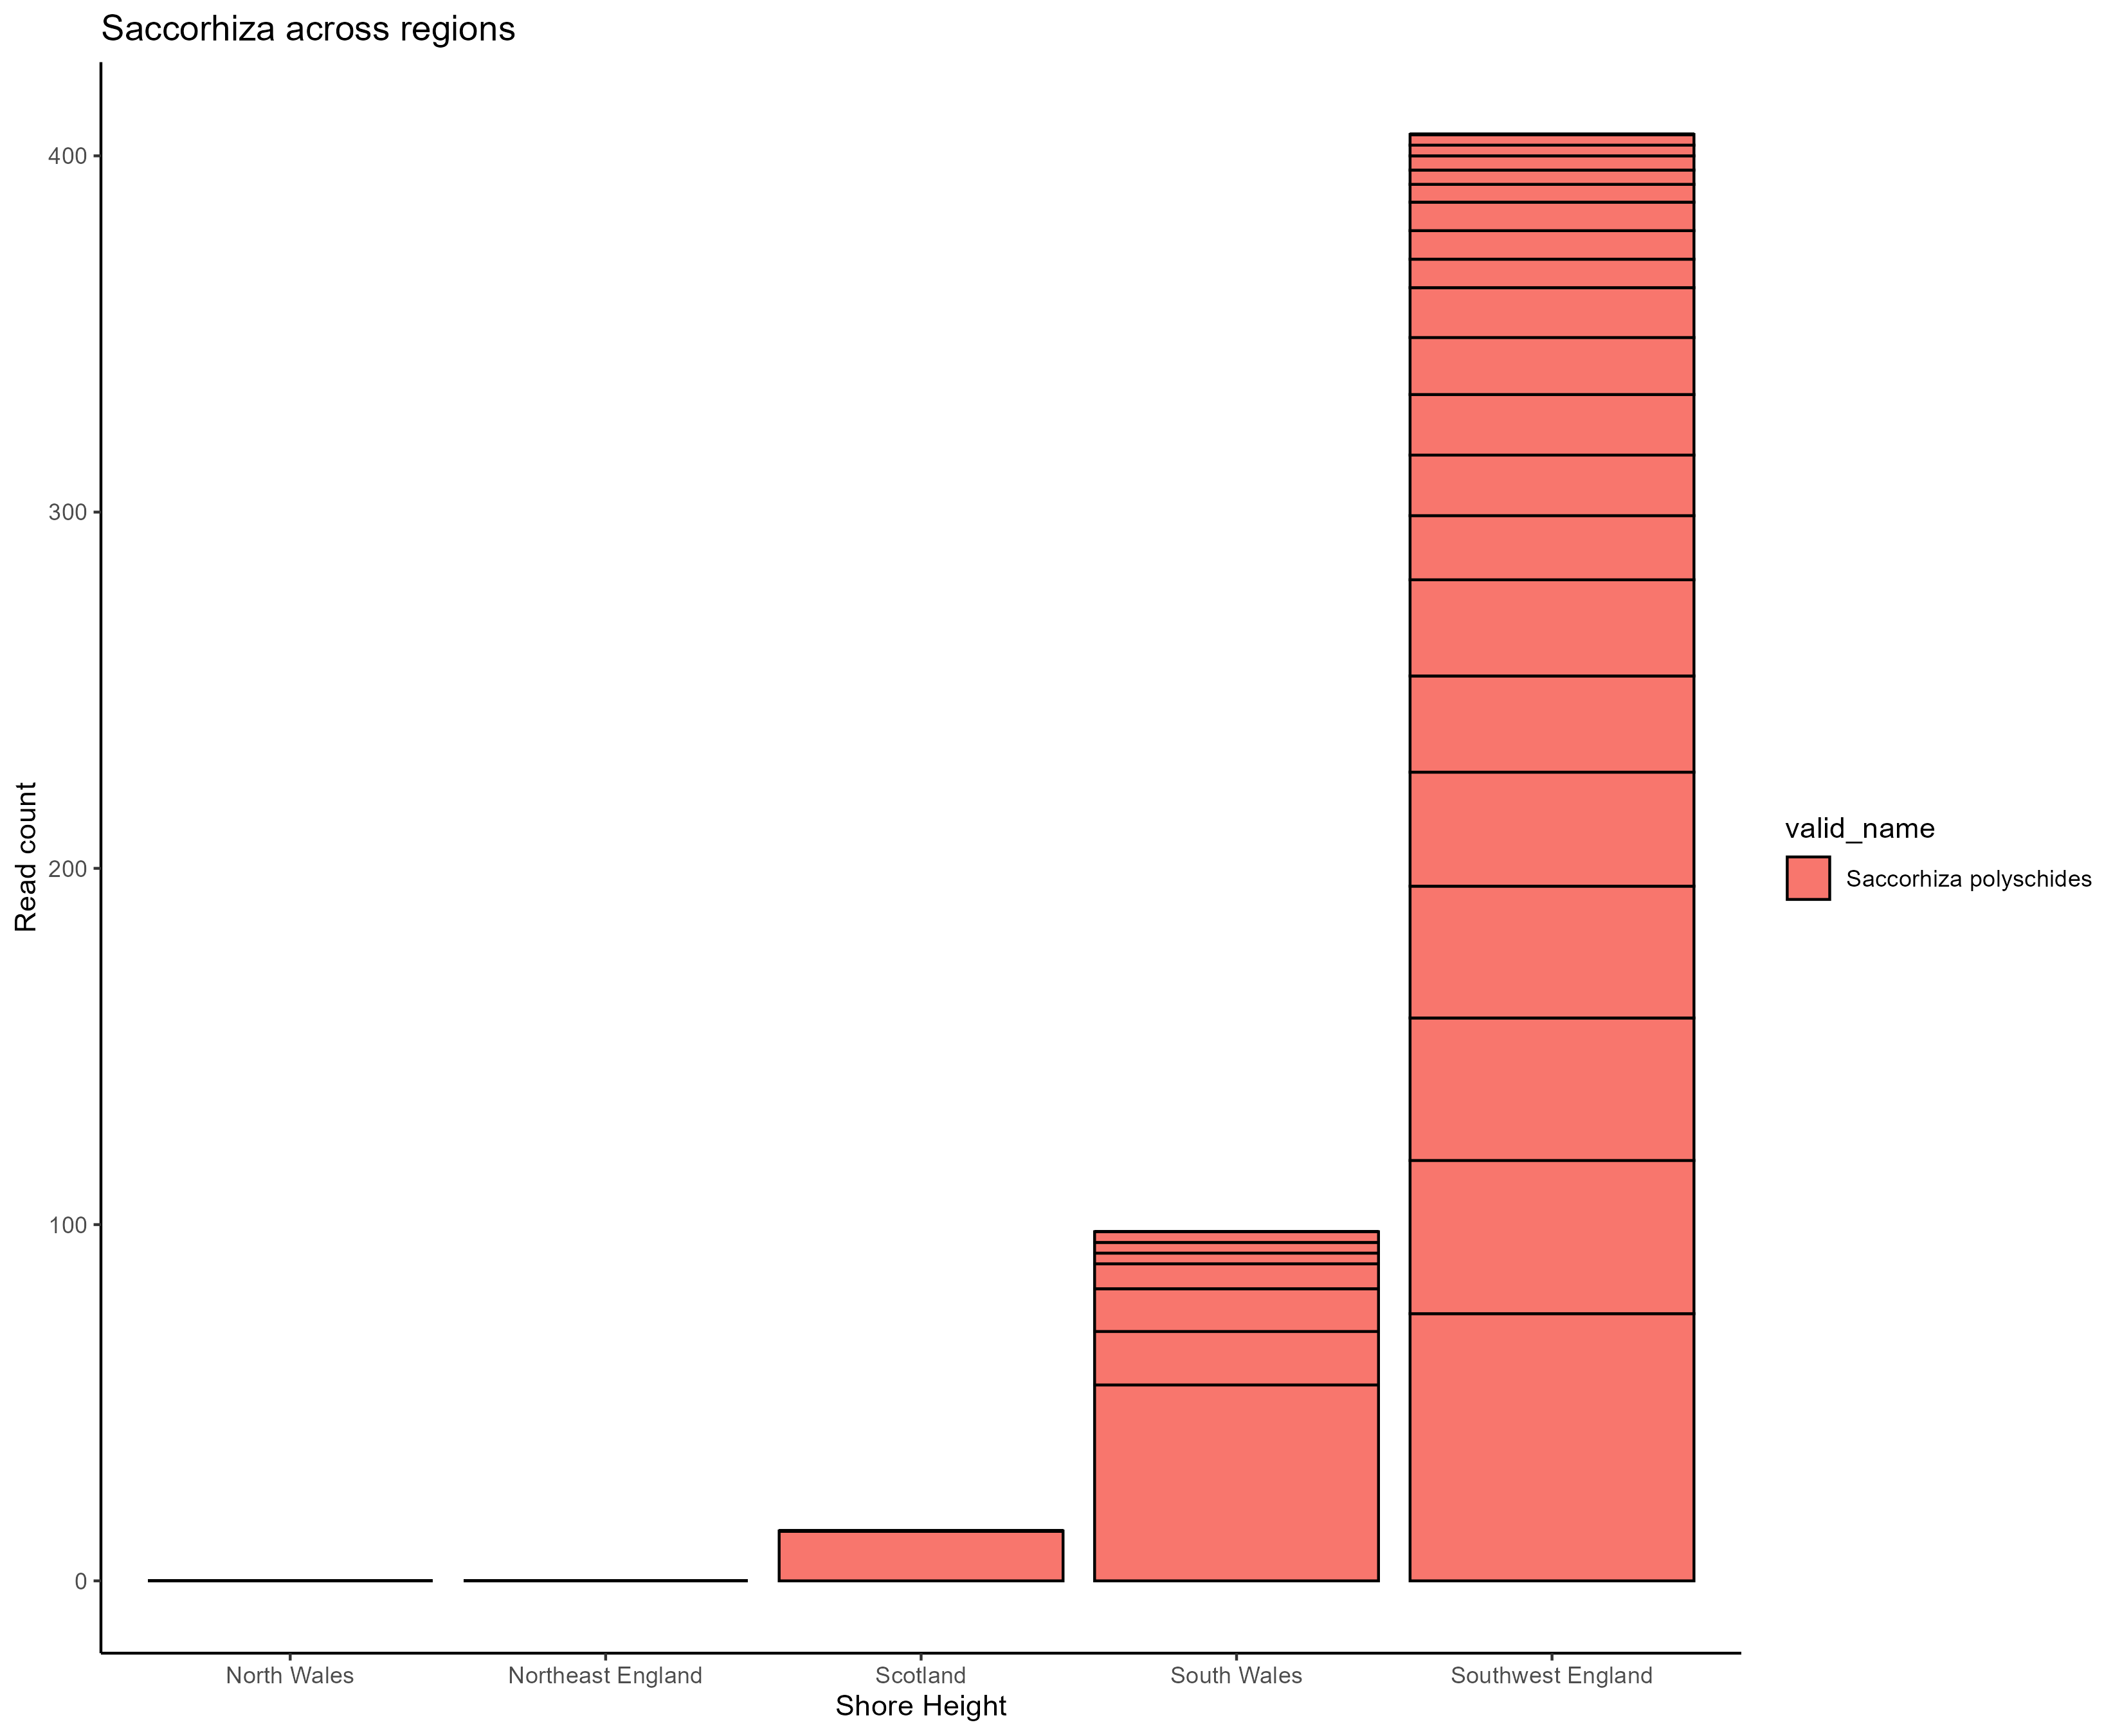 Saccorhiza across regions
400
300
200
100
0
Read count
North Wales
Northeast England
Scotland
South Wales
Southwest England
Shore Height
valid_name
Saccorhiza polyschides